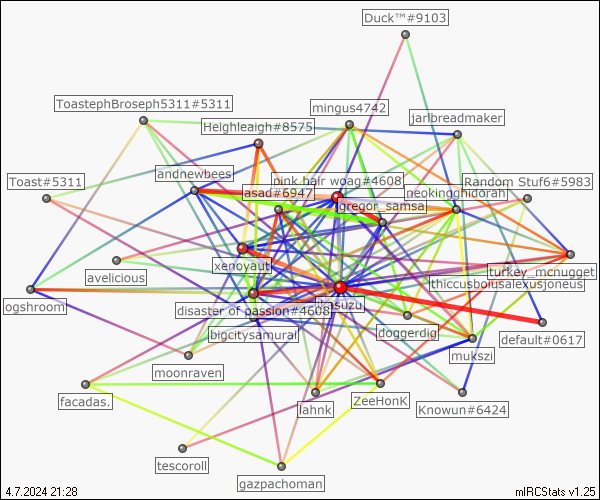 Duck™#9103
ToastephBroseph5311#5311
mingus4742
jarlbreadmaker
Heighleaigh#8575
andnewbees
pink hair woag#4608
Toast#5311
asad#6947
neokingghidorah
Random Stuf6#5983
gregor_samsa
xenoyaut
avelicious
turkey_mcnugget
thiccusboisalexusjoneus
ogshroom
disaster of passion#4608
ikasuzu
bigcitysamurai
doggerdig
default#0617
mukszi
moonraven
facadas.
lahnk
ZeeHonK
Knowun#6424
tescoroll
gazpachoman
4.7.2024 21:28
mIRCStats v1.25